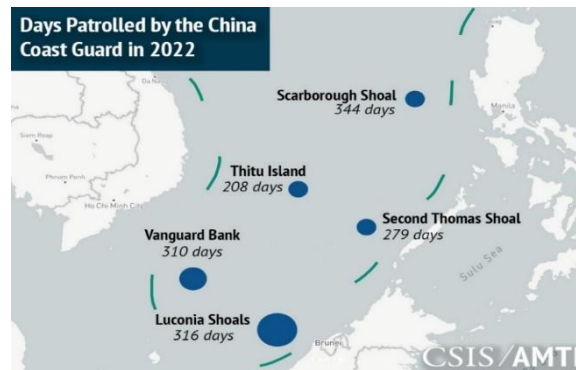 Days Patrolled by the China
Coast Guard in 2022
Scarborough Shoal
344 days
Manila
Siem Reap
Thitu Island
208 days
Phnom Penh
Ho Chi Minh City
Second Thomas Shoal
279 days
Vanguard Bank
310 days
Sulu Sea
Luconia Shoals
316 days
Brunei
CSIS/AMTI